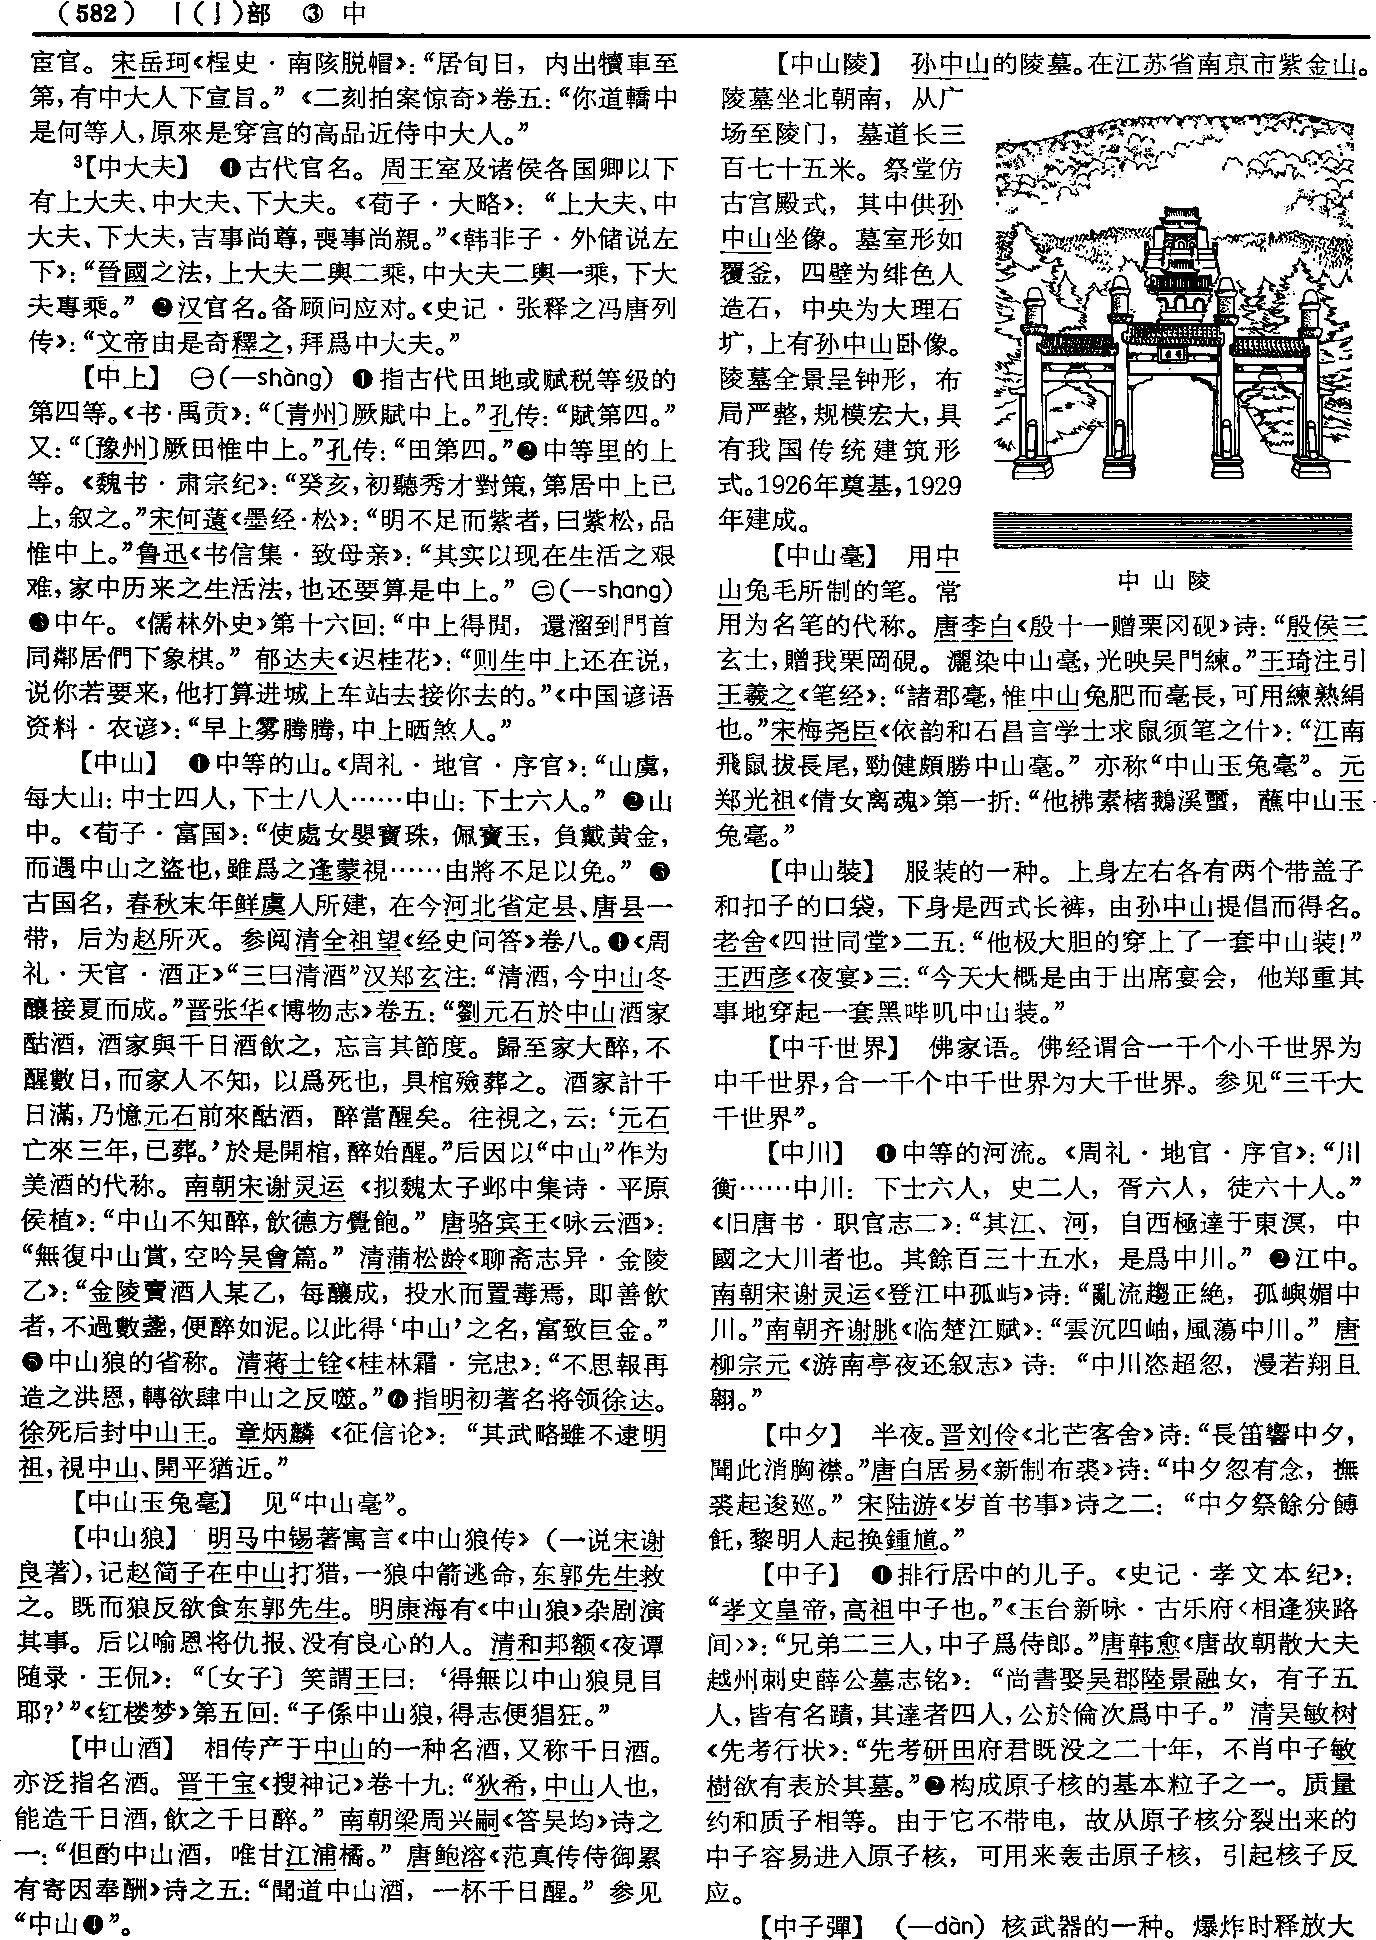 （582） 丨(亅)部 ③ 中
宦官。宋岳珂《桯史·南陔脱帽》：“居旬日，内出犢車至
第，有中大人下宣旨。”《二刻拍案惊奇》卷五：“你道轎中
是何等人，原來是穿宫的高品近侍中大人。”
³【中大夫】 ❶古代官名。周王室及诸侯各国卿以下
有上大夫、中大夫、下大夫。《荀子·大略》：“上大夫、中
大夫、下大夫，吉事尚尊，喪事尚親。”《韩非子·外储说左
下》：“晉國之法，上大夫二輿二乘，中大夫二輿一乘，下大
夫專乘。” ❷汉官名。备顾问应对。《史记·张释之冯唐列
传》：“文帝由是奇釋之，拜爲中大夫。”
【中上】 ㊀(—shàng) ❶指古代田地或赋税等级的
第四等。《书·禹贡》：“〔青州〕厥賦中上。”孔传：“賦第四。”
又：“〔豫州〕厥田惟中上。”孔传：“田第四。”❷中等里的上
等。《魏书·肃宗纪》：“癸亥，初聽秀才對策，第居中上已
上，叙之。”宋何薳《墨经·松》：“明不足而紫者，曰紫松，品
惟中上。”鲁迅《书信集·致母亲》：“其实以现在生活之艰
难，家中历来之生活法，也还要算是中上。” ㊁(—shang)
❸中午。《儒林外史》第十六回：“中上得閒，還溜到門首
同鄰居們下象棋。” 郁达夫《迟桂花》：“则生中上还在说，
说你若要来，他打算进城上车站去接你去的。”《中国谚语
资料·农谚》：“早上雾腾腾，中上晒煞人。”
【中山】 ❶中等的山。《周礼·地官·序官》：“山虞，
每大山：中士四人，下士八人……中山：下士六人。” ❷山
中。《荀子·富国》：“使處女嬰寶珠，佩寶玉，負戴黄金，
而遇中山之盗也，雖爲之逢蒙視……由將不足以免。” ❸
古国名，春秋末年鲜虞人所建，在今河北省定县、唐县一
带，后为赵所灭。参阅清全祖望《经史问答》卷八。❹《周
礼·天官·酒正》“三曰清酒”汉郑玄注：“清酒，今中山冬
釀接夏而成。”晋张华《博物志》卷五：“劉元石於中山酒家
酤酒，酒家與千日酒飲之，忘言其節度。歸至家大醉，不
醒數日，而家人不知，以爲死也，具棺殮葬之。酒家計千
日滿，乃憶元石前來酤酒，醉當醒矣。往視之，云：‘元石
亡來三年，已葬。’於是開棺，醉始醒。”后因以“中山”作为
美酒的代称。南朝宋谢灵运《拟魏太子邺中集诗·平原
侯植》：“中山不知醉，飲德方覺飽。”唐骆宾王《咏云酒》：
“無復中山賞，空吟吴會篇。”清蒲松龄《聊斋志异·金陵
乙》：“金陵賣酒人某乙，每釀成，投水而置毒焉，即善飲
者，不過數盞，便醉如泥。以此得‘中山’之名，富致巨金。”
❺中山狼的省称。清蒋士铨《桂林霜·完忠》：“不思報再
造之洪恩，轉欲肆中山之反噬。”❻指明初著名将领徐达。
徐死后封中山王。章炳麟《征信论》：“其武略雖不逮明
祖，視中山、開平猶近。”
【中山玉兔毫】 见“中山毫”。
【中山狼】 明马中锡著寓言《中山狼传》（一说宋谢
良著），记赵简子在中山打猎，一狼中箭逃命，东郭先生救
之。既而狼反欲食东郭先生。明康海有《中山狼》杂剧演
其事。后以喻恩将仇报、没有良心的人。清和邦额《夜谭
随录·王侃》：“〔女子〕笑謂王曰：‘得無以中山狼見目
耶？’”《红楼梦》第五回：“子係中山狼，得志便猖狂。”
【中山酒】 相传产于中山的一种名酒，又称千日酒。
亦泛指名酒。晋干宝《搜神记》卷十九：“狄希，中山人也，
能造千日酒，飲之千日醉。”南朝梁周兴嗣《答吴均》诗之
一：“但酌中山酒，唯甘江浦橘。”唐鲍溶《范真传侍御累
有寄因奉酬》诗之五：“聞道中山酒，一杯千日醒。”参见
“中山❹”。
【中山陵】 孙中山的陵墓。在江苏省南京市紫金山。
陵墓坐北朝南，从广
场至陵门，墓道长三
百七十五米。祭堂仿
古宫殿式，其中供孙
中山坐像。墓室形如
覆釜，四壁为绯色人
造石，中央为大理石
圹，上有孙中山卧像。
陵墓全景呈钟形，布
局严整，规模宏大，具
有我国传统建筑形
式。1926年奠基，1929
年建成。
中山陵
【中山毫】 用中
山兔毛所制的笔。常
用为名笔的代称。唐李白《殷十一赠栗冈砚》诗：“殷侯三
玄士，贈我栗岡硯。灑染中山毫，光映吴門練。”王琦注引
王羲之《笔经》：“諸郡毫，惟中山兔肥而毫長，可用練熟絹
也。”宋梅尧臣《依韵和石昌言学士求鼠须笔之什》：“江南
飛鼠拔長尾，勁健頗勝中山毫。” 亦称“中山玉兔毫”。元
郑光祖《倩女离魂》第一折：“他拂素楮鵝溪蠒，蘸中山玉
兔毫。”
【中山裝】 服装的一种。上身左右各有两个带盖子
和扣子的口袋，下身是西式长裤，由孙中山提倡而得名。
老舍《四世同堂》二五：“他极大胆的穿上了一套中山装！”
王西彦《夜宴》三：“今天大概是由于出席宴会，他郑重其
事地穿起一套黑哔叽中山装。”
【中千世界】 佛家语。佛经谓合一千个小千世界为
中千世界，合一千个中千世界为大千世界。参见“三千大
千世界”。
【中川】 ❶中等的河流。《周礼·地官·序官》：“川
衡……中川：下士六人，史二人，胥六人，徒六十人。”
《旧唐书·职官志二》：“其江、河，自西極達于東溟，中
國之大川者也。其餘百三十五水，是爲中川。” ❷江中。
南朝宋谢灵运《登江中孤屿》诗：“亂流趨正絶，孤嶼媚中
川。”南朝齐谢朓《临楚江赋》：“雲沉四岫，風蕩中川。” 唐
柳宗元《游南亭夜还叙志》诗：“中川恣超忽，漫若翔且
翱。”
【中夕】 半夜。晋刘伶《北芒客舍》诗：“長笛響中夕，
聞此消胸襟。”唐白居易《新制布裘》诗：“中夕忽有念，撫
裘起逡廵。” 宋陆游《岁首书事》诗之二：“中夕祭餘分餺
飥，黎明人起换鍾馗。”
【中子】 ❶排行居中的儿子。《史记·孝文本纪》：
“孝文皇帝，高祖中子也。”《玉台新咏·古乐府〈相逢狭路
间〉》：“兄弟二三人，中子爲侍郎。”唐韩愈《唐故朝散大夫
越州刺史薛公墓志铭》：“尚書娶吴郡陸景融女，有子五
人，皆有名蹟，其達者四人，公於倫次爲中子。” 清吴敏树
《先考行状》：“先考研田府君既没之二十年，不肖中子敏
樹欲有表於其墓。”❷构成原子核的基本粒子之一。质量
约和质子相等。由于它不带电，故从原子核分裂出来的
中子容易进入原子核，可用来轰击原子核，引起核子反
应。
【中子彈】 (—dàn) 核武器的一种。爆炸时释放大